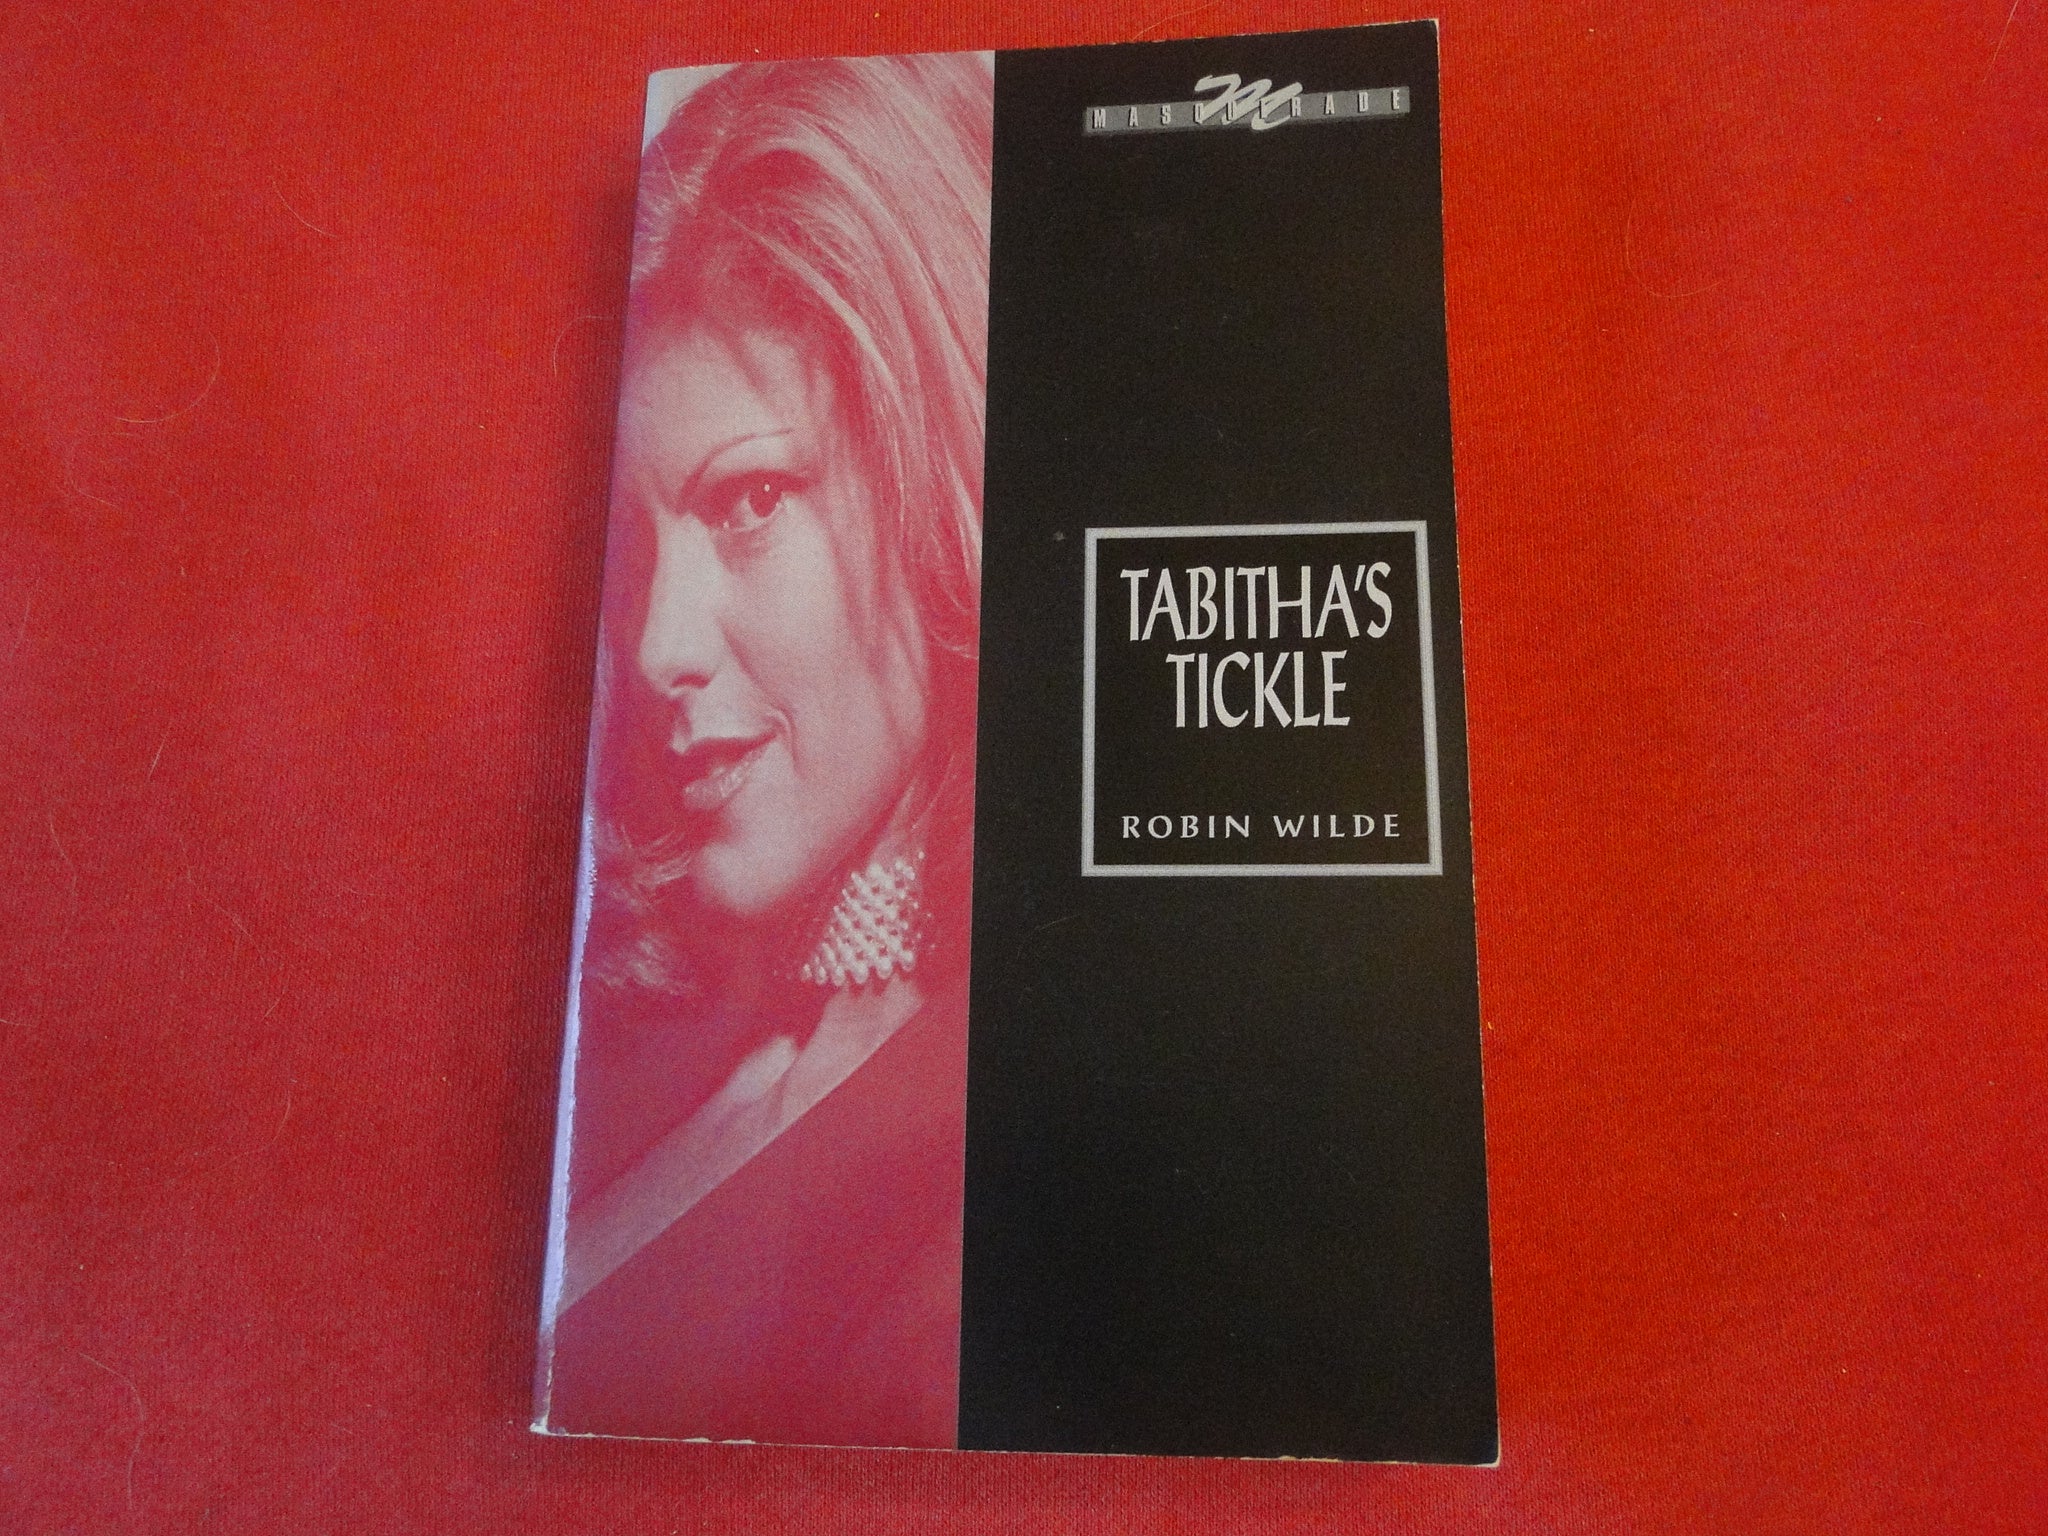 MASQUERADE
TABITHA'S
TICKLE
ROBIN WILDE